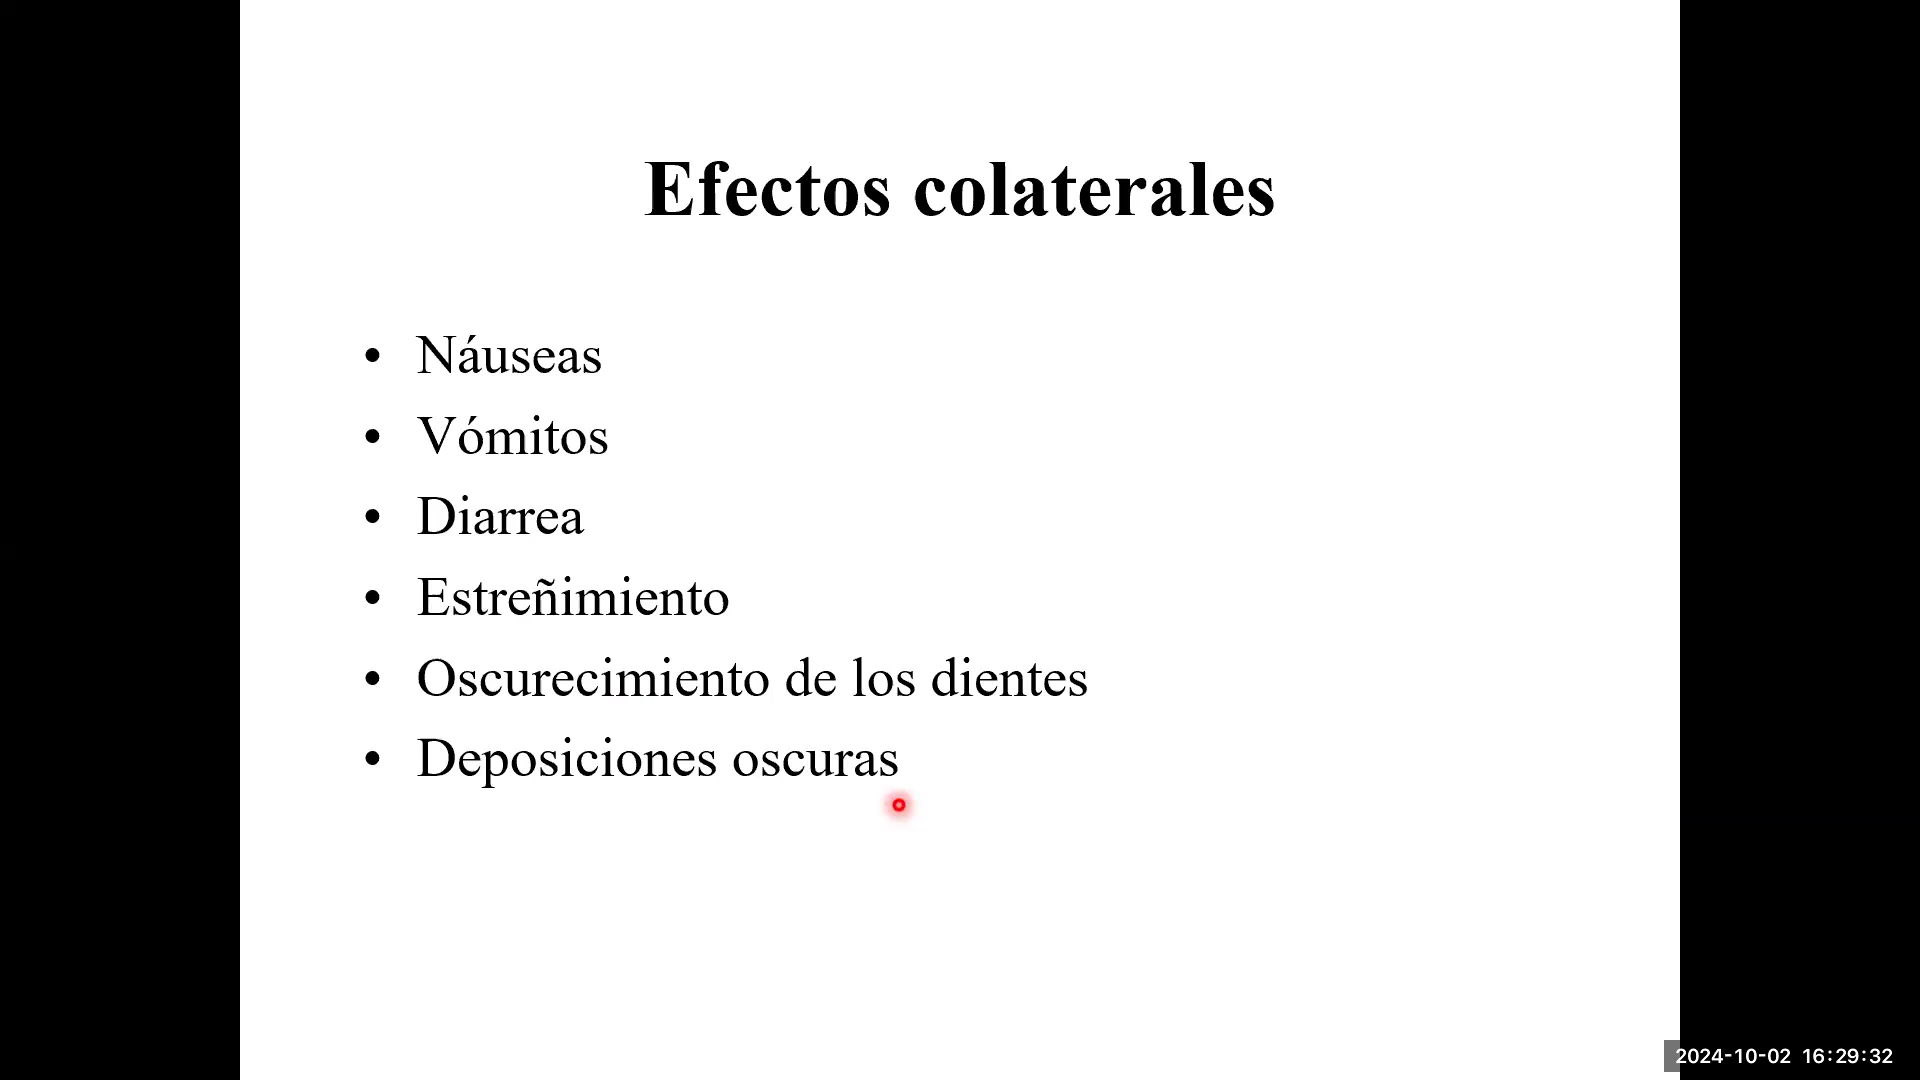 Efectos colaterales
• Náuseas
• Vómitos
• Diarrea
• Estreñimiento
• Oscurecimiento de los dientes
• Deposiciones oscuras
2024-10-02 16:29:32